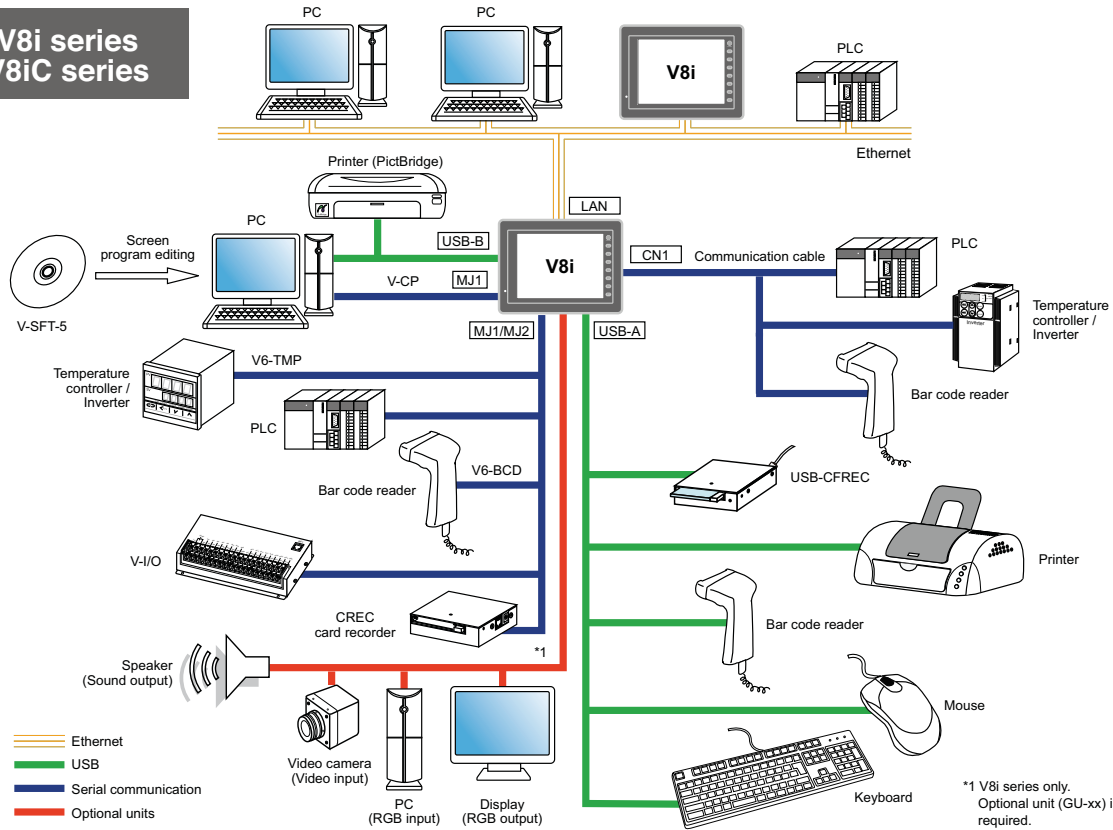 V8i series
V8iC series
PC
PC
V8i
PLC
Ethernet
Printer (PictBridge)
LAN
PC
USB-B
V8i
CN1
Communication cable
PLC
Screen
program editing
V-CP
MJ1
V-SFT-5
MJ1/MJ2
USB-A
Temperature
controller /
Inverter
Inverter
V6-TMP
Temperature
controller /
Inverter
Bar code reader
PLC
V6-BCD
Bar code reader
USB-CFREC
V-I/O
Printer
CREC
card recorder
Bar code reader
*1
Speaker
(Sound output)
Mouse
Ethernet
USB
Serial communication
Optional units
Video camera
(Video input)
PC
(RGB input)
Display
(RGB output)
Keyboard
*1 V8i series only.
Optional unit (GU-xx) i
required.